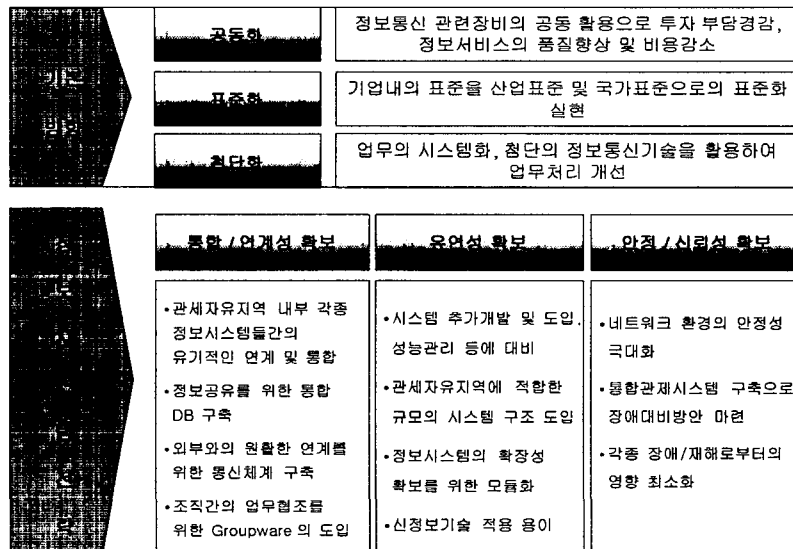 공동화
정보통신 관련장비의 공동 활용으로 투자 부담경감,
정보서비스의 품질향상 및 비용감소
표준화
기업내의 표준을 산업표준 및 국가표준으로의 표준화
실현
첨단화
업무의 시스템화, 첨단의 정보통신기술을 활용하여
업무처리 개선
통합 / 연계성 확보
•관세자유지역 내부 각종
정보시스템들간의
유기적인 연계 및 통합
•정보공유를 위한 통합
DB 구축
•외부와의 원활한 연계를
위한 통신체계 구축
•조직간의 업무협조를
위한 Groupware 의 도입
유연성 확보
•시스템 추가개발 및 도입,
성능관리 등에 대비
•관세자유지역에 적합한
규모의 시스템 구조 도입
•정보시스템의 확장성
확보를 위한 모듈화
•신정보기술 적용 용이
안정 / 신뢰성 확보
•네트워크 환경의 안정성
극대화
•통합관제시스템 구축으로
장애대비방안 마련
•각종 장애/재해로부터의
영향 최소화